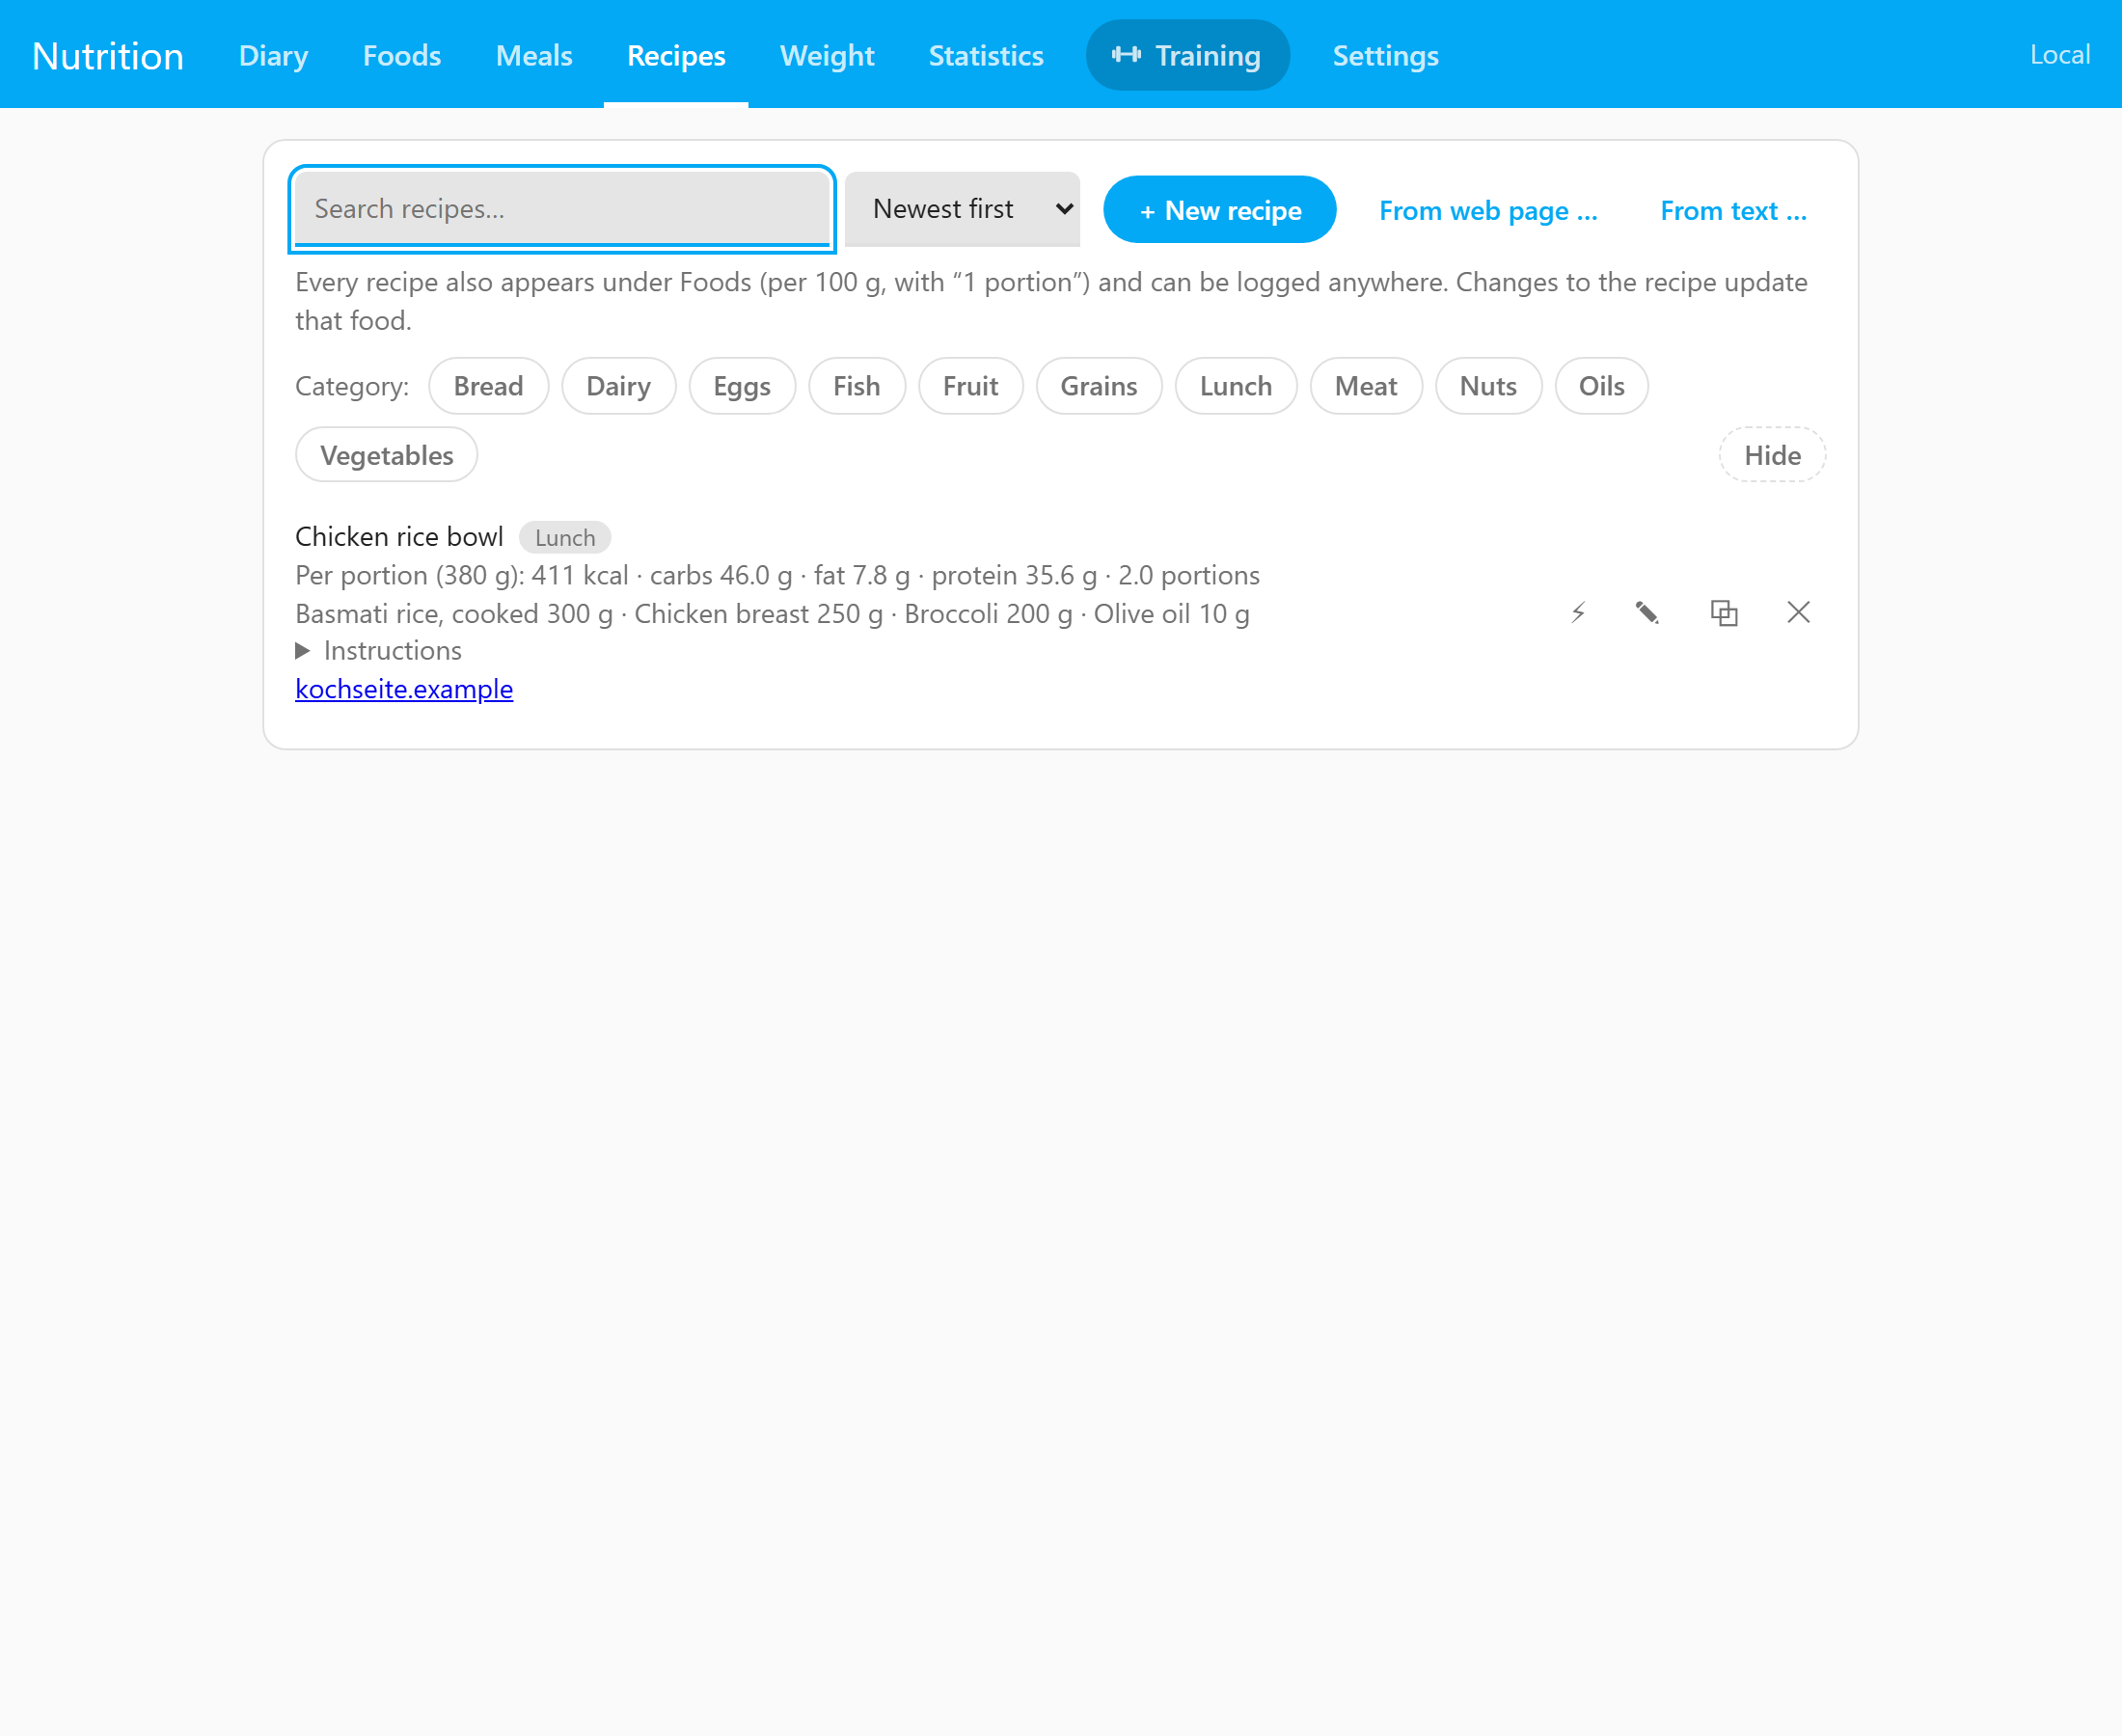 Nutrition Diary Foods Meals Recipes Weight Statistics Training Settings Local
Search recipes... Newest first + New recipe From web page ... From text ...
Every recipe also appears under Foods (per 100 g, with “1 portion”) and can be logged anywhere. Changes to the recipe update
that food.
Category: Bread Dairy Eggs Fish Fruit Grains Lunch Meat Nuts Oils
Vegetables Hide
Chicken rice bowl Lunch
Per portion (380 g): 411 kcal · carbs 46.0 g · fat 7.8 g · protein 35.6 g · 2.0 portions
Basmati rice, cooked 300 g · Chicken breast 250 g · Broccoli 200 g · Olive oil 10 g
Instructions
kochseite.example